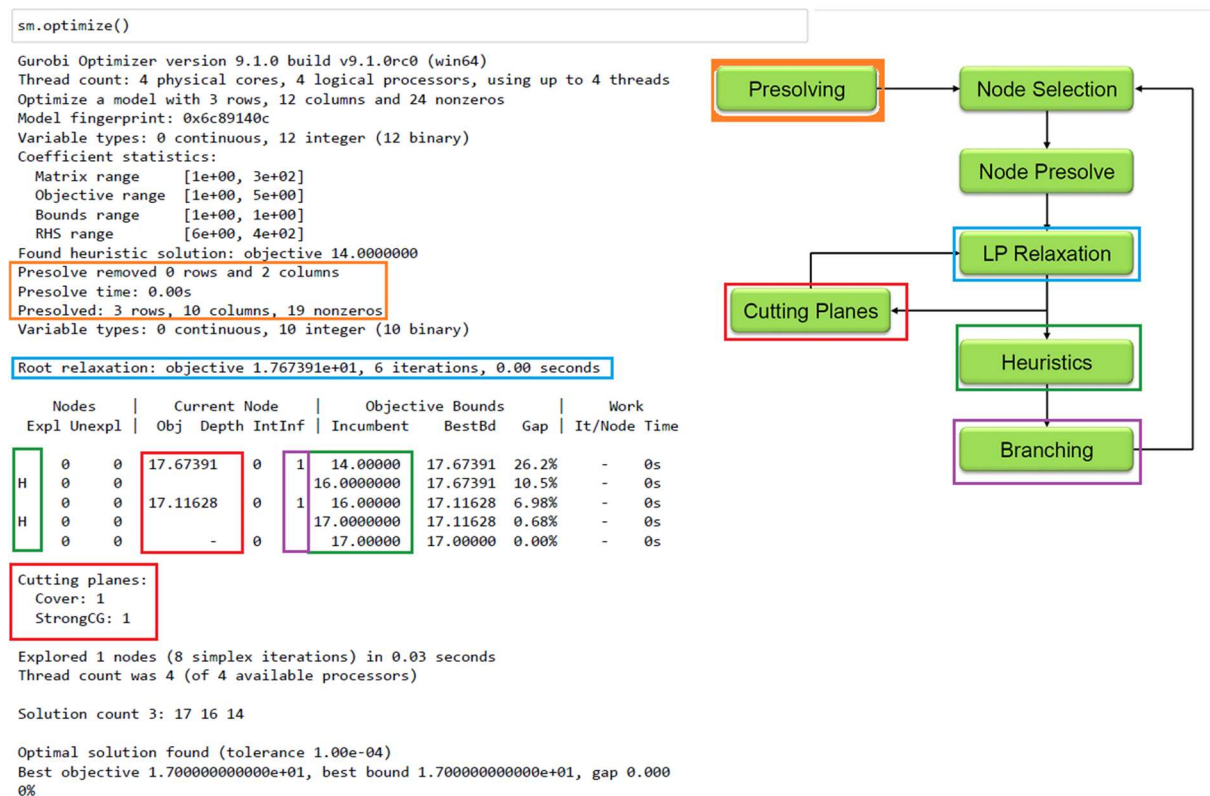 sm.optimize()
Gurobi Optimizer version 9.1.0 build v9.1.0rc0 (win64)
Thread count: 4 physical cores, 4 logical processors, using up to 4 threads
Optimize a model with 3 rows, 12 columns and 24 nonzeros
Model fingerprint: 0x6c89140c
Variable types: 0 continuous, 12 integer (12 binary)
Coefficient statistics:
  Matrix range     [1e+00, 3e+02]
  Objective range  [1e+00, 5e+00]
  Bounds range     [1e+00, 1e+00]
  RHS range        [6e+00, 4e+02]
Found heuristic solution: objective 14.0000000
Presolve removed 0 rows and 2 columns
Presolve time: 0.00s
Presolved: 3 rows, 10 columns, 19 nonzeros
Variable types: 0 continuous, 10 integer (10 binary)
Root relaxation: objective 1.767391e+01, 6 iterations, 0.00 seconds
    Nodes    |    Current Node    |     Objective Bounds      |     Work
 Expl Unexpl |  Obj  Depth IntInf | Incumbent    BestBd   Gap | It/Node Time
     0     0   17.67391    0    1   14.00000   17.67391  26.2%     -    0s
H    0     0                      16.0000000   17.67391  10.5%     -    0s
     0     0   17.11628    0    1   16.00000   17.11628  6.98%     -    0s
H    0     0                      17.0000000   17.11628  0.68%     -    0s
     0     0          -    0        17.00000   17.00000  0.00%     -    0s
Cutting planes:
  Cover: 1
  StrongCG: 1
Explored 1 nodes (8 simplex iterations) in 0.03 seconds
Thread count was 4 (of 4 available processors)
Solution count 3: 17 16 14
Optimal solution found (tolerance 1.00e-04)
Best objective 1.700000000000e+01, best bound 1.700000000000e+01, gap 0.000
0%
Presolving
Node Selection
Node Presolve
LP Relaxation
Cutting Planes
Heuristics
Branching